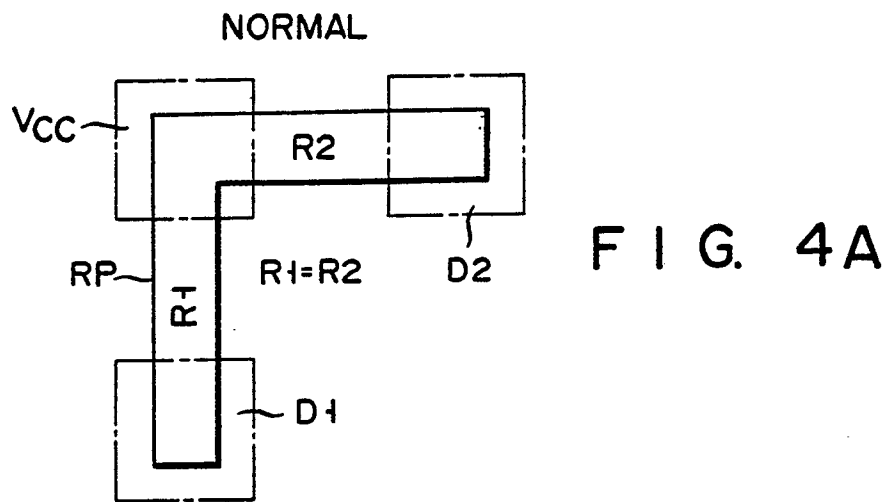 NORMAL
VCC
R2
RP
R1
R1=R2
D2
D1
FIG. 4A